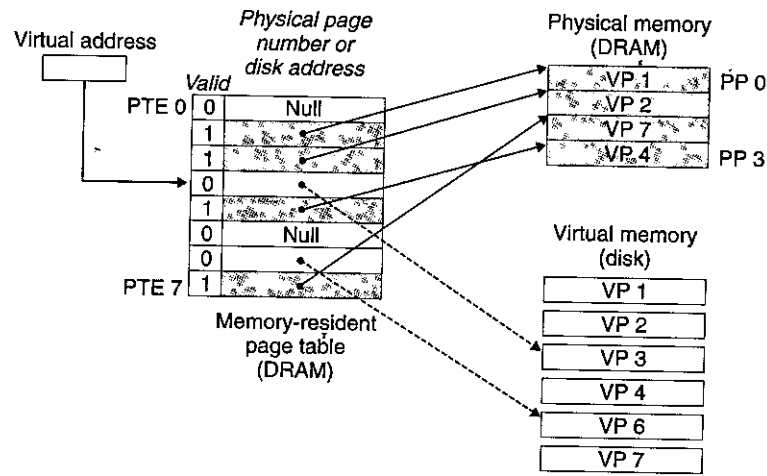 Virtual address
Physical page
number or
disk address
Valid
PTE 0
0
Null
1
1
0
1
0
Null
0
PTE 7
1
Memory-resident
page table
(DRAM)
Physical memory
(DRAM)
VP 1
PP 0
VP 2
VP 7
VP 4
PP 3
Virtual memory
(disk)
VP 1
VP 2
VP 3
VP 4
VP 6
VP 7